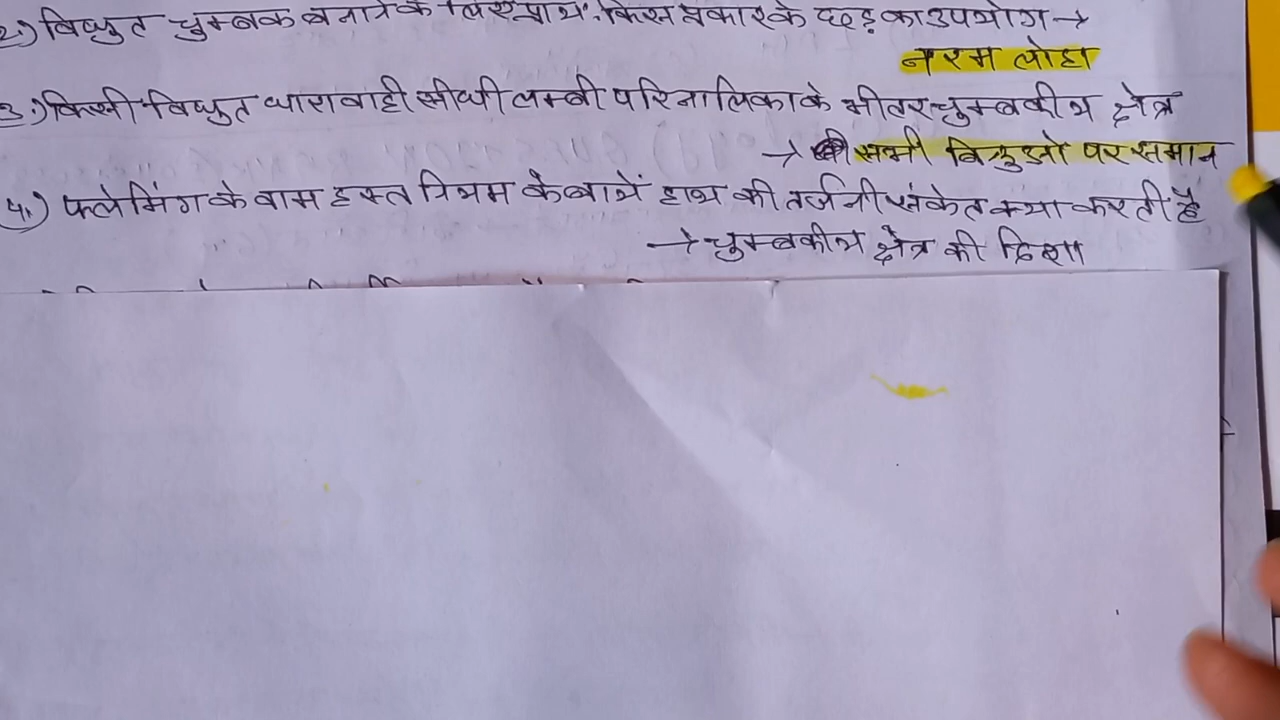 2.) विधुत चुम्बक बनाने के लिए प्रायः किस प्रकार के छड़ का उपयोग →
नरम लोहा
3.) किसी विधुत धारावाही सीधी लम्बी परिनालिका के भीतर चुम्बकीय क्षेत्र
→ सभी बिन्दुओ पर समान
4.) फ्लेमिंग के वाम हस्त नियम के बायें हाथ की तर्जनी संकेत क्या करती है
→ चुम्बकीय क्षेत्र की दिशा